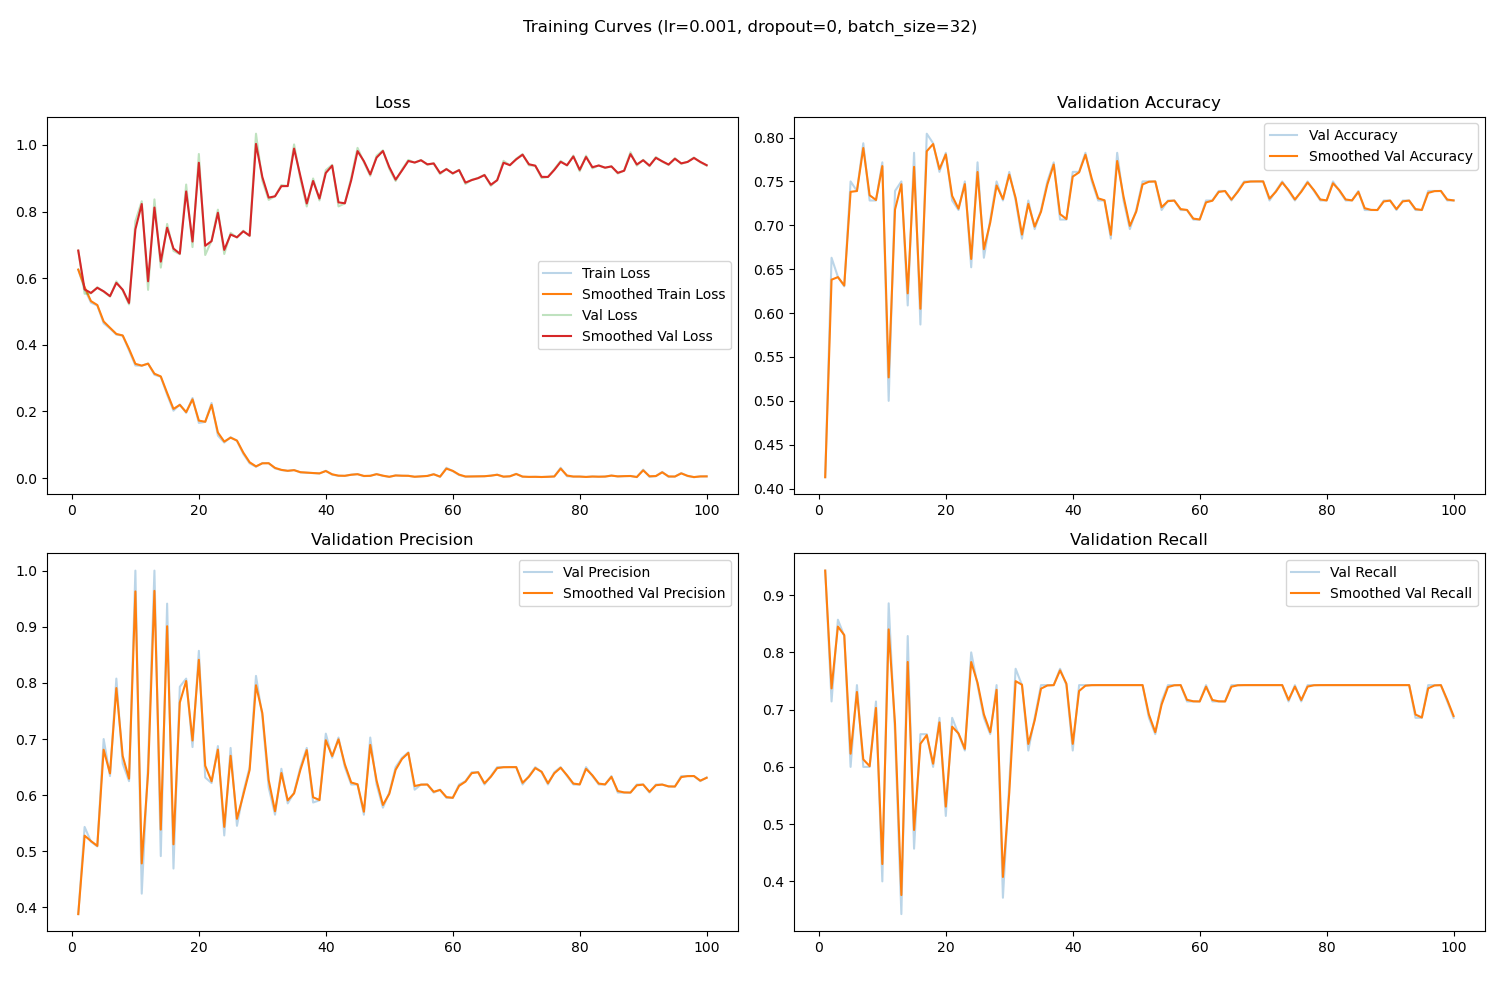 Training Curves (lr=0.001, dropout=0, batch_size=32)
Loss
1.0
0.8
0.6
0.4
0.2
0.0
0 20 40 60 80 100
Train Loss
Smoothed Train Loss
Val Loss
Smoothed Val Loss
Validation Accuracy
0.80
0.75
0.70
0.65
0.60
0.55
0.50
0.45
0.40
0 20 40 60 80 100
Val Accuracy
Smoothed Val Accuracy
Validation Precision
1.0
0.9
0.8
0.7
0.6
0.5
0.4
0 20 40 60 80 100
Val Precision
Smoothed Val Precision
Validation Recall
0.9
0.8
0.7
0.6
0.5
0.4
0 20 40 60 80 100
Val Recall
Smoothed Val Recall